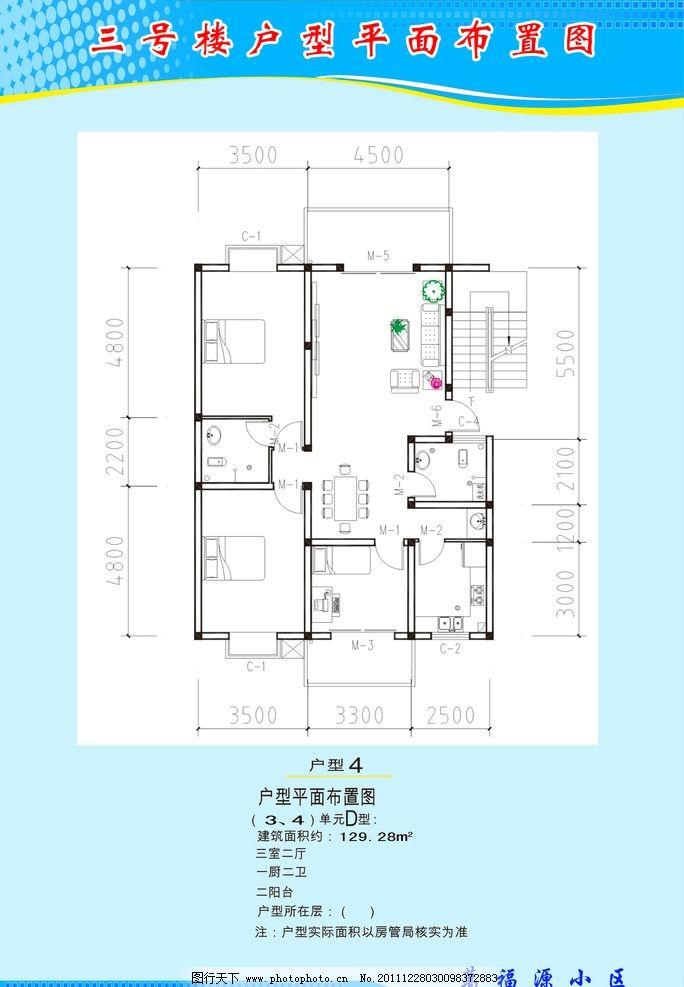 三号楼户型平面布置图
3500 4500
C-1
M-5
4800
2200
4800
5500
2100
1200
3000
M-6
下
C-4
M-2
M-1
M-1
M-2
洗衣机
M-1
M-2
M-3
C-1
C-2
3500 3300 2500
户型4
户型平面布置图
(3、4)单元D型:
建筑面积约:129.28m²
三室二厅
一厨二卫
二阳台
户型所在层:( )
注:户型实际面积以房管局核实为准
福源小区
图行天下 www.photophoto.cn No.20111228030098372883